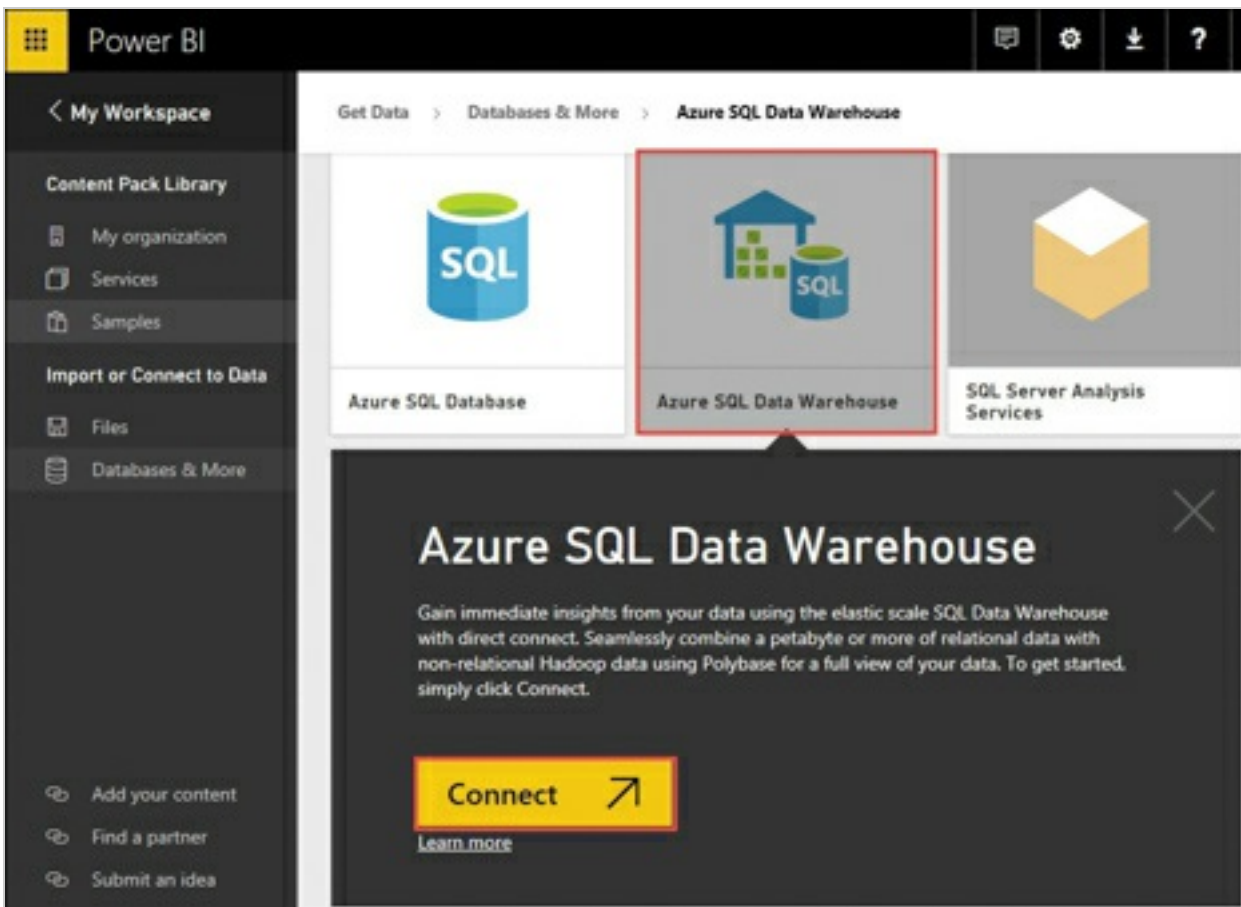 Power BI
?
< My Workspace
Get Data > Databases & More > Azure SQL Data Warehouse
Content Pack Library
My organization
Services
Samples
Import or Connect to Data
Files
Databases & More
SQL
SQL
Azure SQL Database
Azure SQL Data Warehouse
SQL Server Analysis
Services
Azure SQL Data Warehouse
Gain immediate insights from your data using the elastic scale SQL Data Warehouse
with direct connect. Seamlessly combine a petabyte or more of relational data with
non-relational Hadoop data using Polybase for a full view of your data. To get started,
simply click Connect.
Connect
Learn more
Add your content
Find a partner
Submit an idea